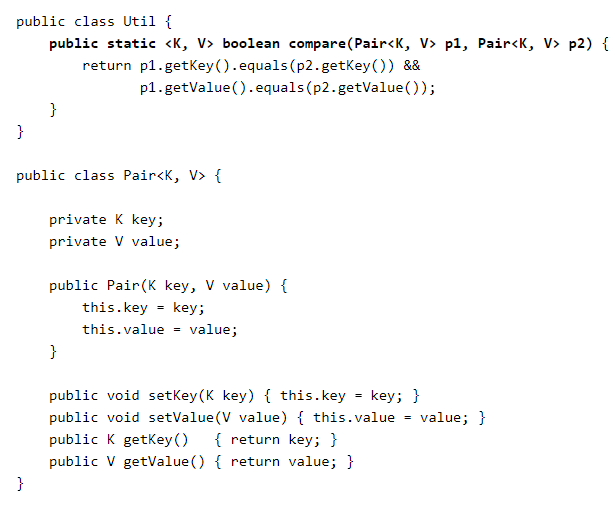 public class Util {
    public static <K, V> boolean compare(Pair<K, V> p1, Pair<K, V> p2) {
        return p1.getKey().equals(p2.getKey()) &&
               p1.getValue().equals(p2.getValue());
    }
}

public class Pair<K, V> {

    private K key;
    private V value;

    public Pair(K key, V value) {
        this.key = key;
        this.value = value;
    }

    public void setKey(K key) { this.key = key; }
    public void setValue(V value) { this.value = value; }
    public K getKey()   { return key; }
    public V getValue() { return value; }
}